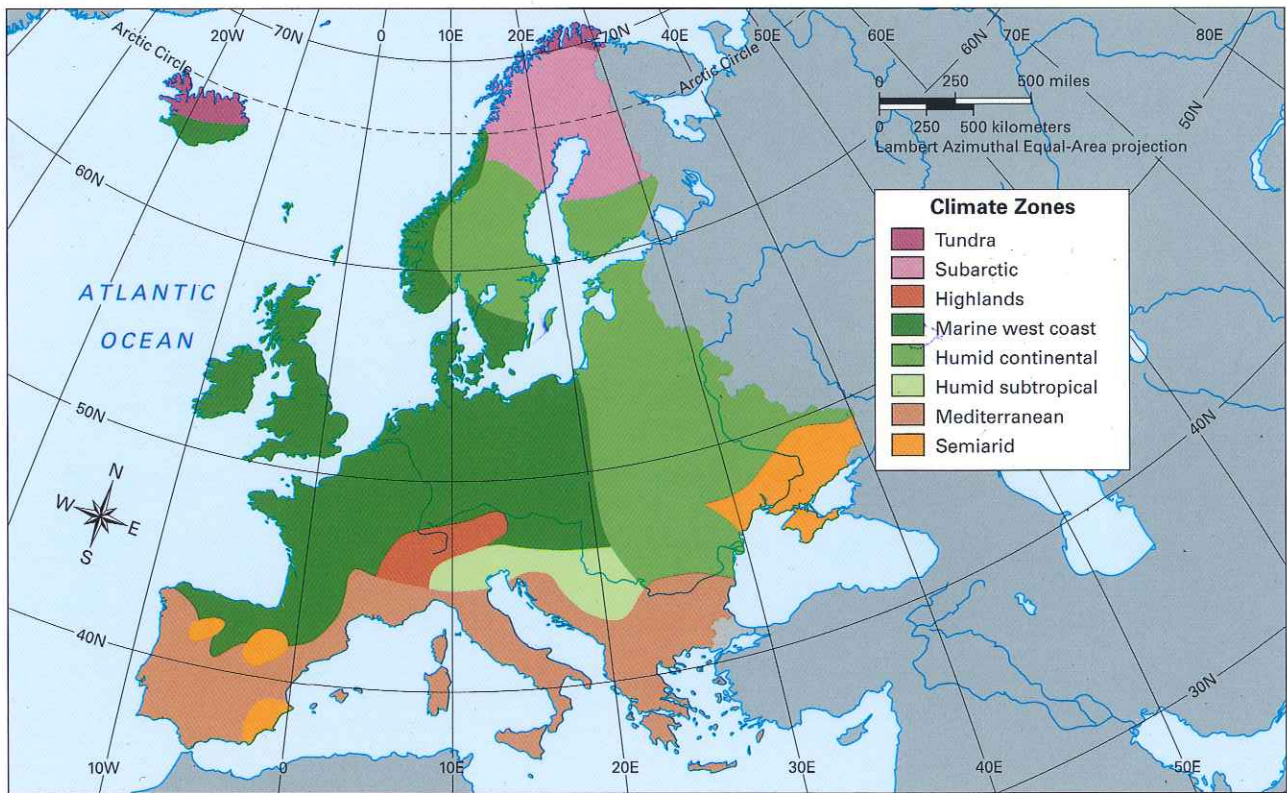 20W
70N
0
10E
20E
70N
30E
40E
50E
60E
70N
60N
70E
80E
Arctic Circle
Arctic Circle
0 250 500 miles
0 250 500 kilometers
Lambert Azimuthal Equal-Area projection
50N
60N
Climate Zones
Tundra
Subarctic
Highlands
Marine west coast
Humid continental
Humid subtropical
Mediterranean
Semiarid
ATLANTIC
OCEAN
50N
40N
N
W
E
S
40N
30N
10W
0
10E
20E
30E
40E
50E